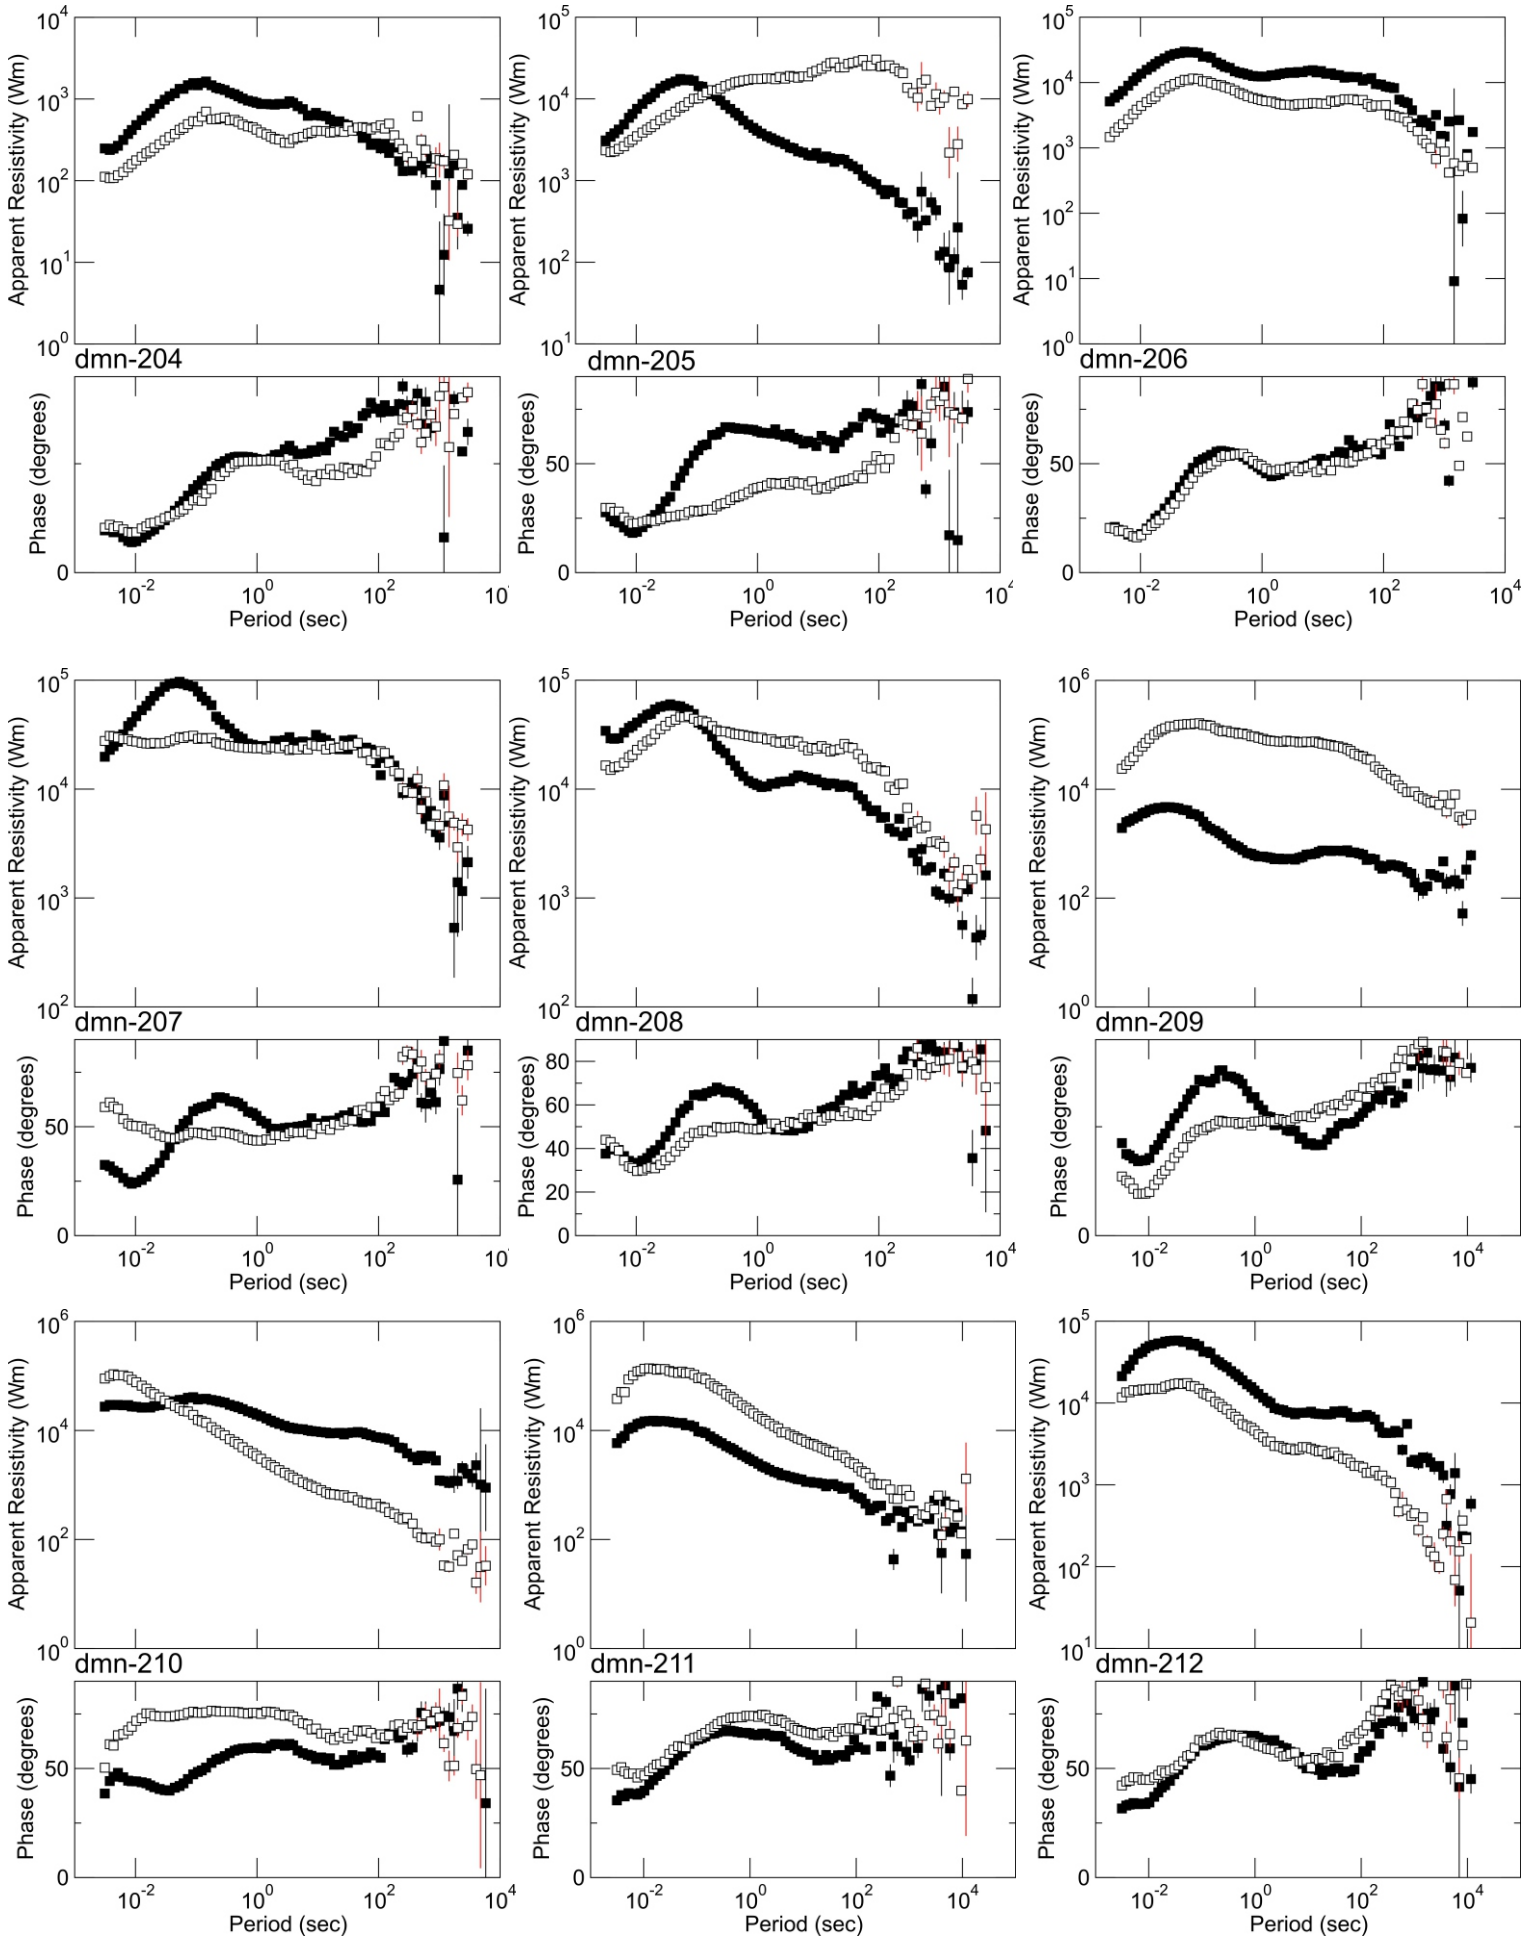 10^4 10^5 10^5
10^3 10^4 10^4
10^2 10^3 10^3
10^1 10^2 10^2
10^1
10^0 10^1 10^0
Apparent Resistivity (Wm) Apparent Resistivity (Wm) Apparent Resistivity (Wm)
dmn-204 dmn-205 dmn-206
50 50
0 0 0
Phase (degrees) Phase (degrees) Phase (degrees)
10^-2 10^0 10^2 10^-2 10^0 10^2 10^4 10^-2 10^0 10^2 10^4
Period (sec) Period (sec) Period (sec)
10^5 10^5 10^6
10^4 10^4 10^4
10^3 10^3 10^2
10^2 10^2 10^0
Apparent Resistivity (Wm) Apparent Resistivity (Wm) Apparent Resistivity (Wm)
dmn-207 dmn-208 dmn-209
80
60
50
40
20
0 0 0
Phase (degrees) Phase (degrees) Phase (degrees)
10^-2 10^0 10^2 10^-2 10^0 10^2 10^4 10^-2 10^0 10^2 10^4
Period (sec) Period (sec) Period (sec)
10^6 10^6 10^5
10^4 10^4 10^4
10^3
10^2 10^2 10^2
10^0 10^0 10^1
Apparent Resistivity (Wm) Apparent Resistivity (Wm) Apparent Resistivity (Wm)
dmn-210 dmn-211 dmn-212
50 50 50
0 0 0
Phase (degrees) Phase (degrees) Phase (degrees)
10^-2 10^0 10^2 10^4 10^-2 10^0 10^2 10^4 10^-2 10^0 10^2 10^4
Period (sec) Period (sec) Period (sec)